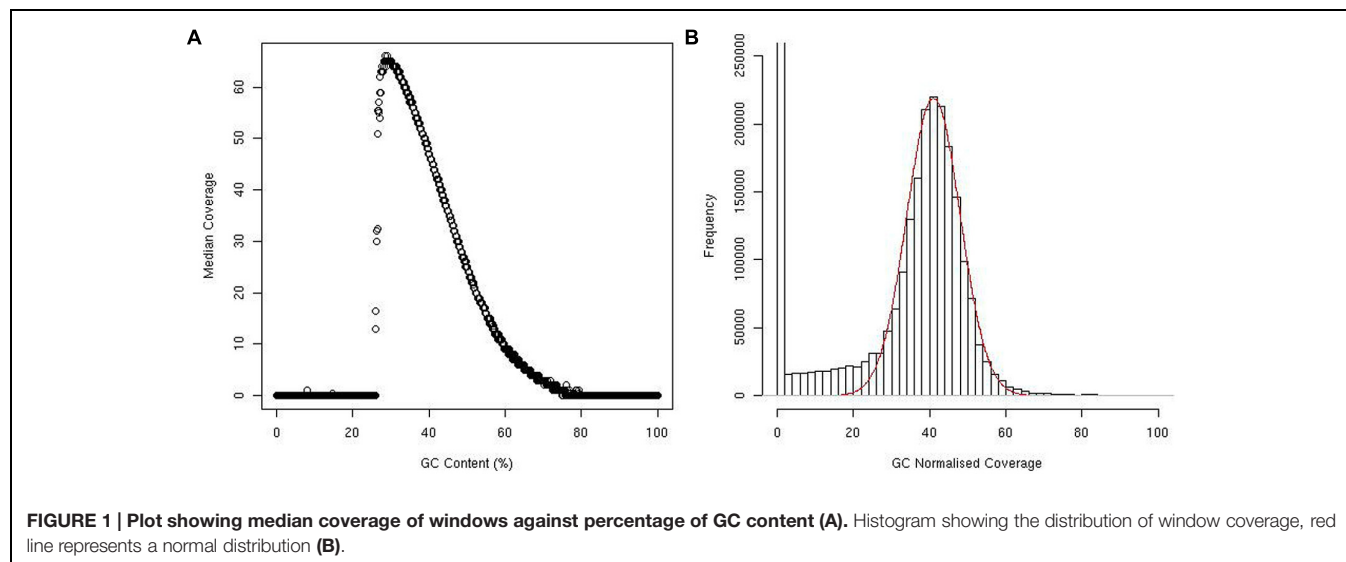 A
B
60
50
40
30
20
10
0
Median Coverage
0 20 40 60 80 100
GC Content (%)
250000
200000
150000
100000
50000
0
Frequency
0 20 40 60 80 100
GC Normalised Coverage
FIGURE 1 | Plot showing median coverage of windows against percentage of GC content (A). Histogram showing the distribution of window coverage, red
line represents a normal distribution (B).